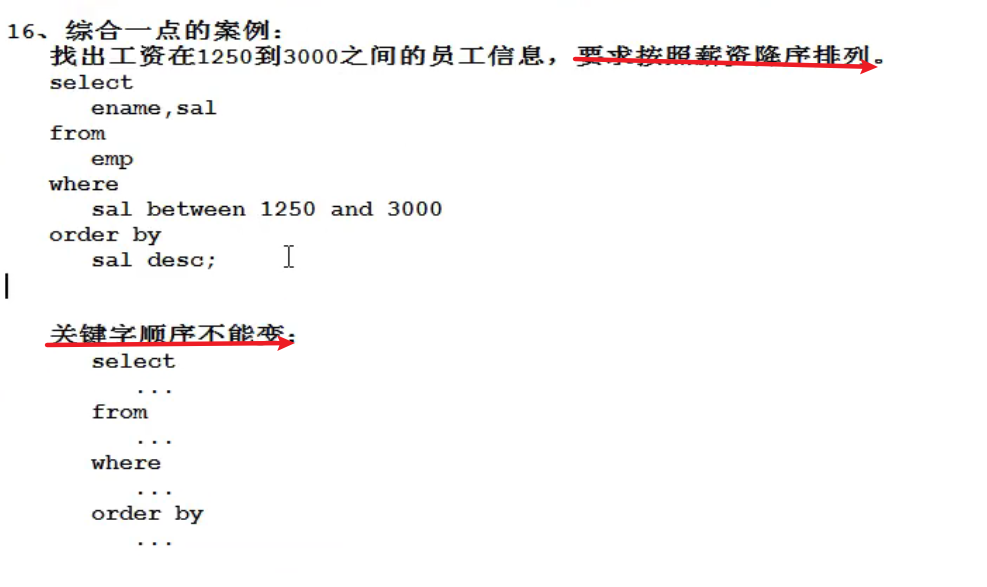 16、综合一点的案例：
找出工资在1250到3000之间的员工信息，要求按照薪资降序排列。
select
ename,sal
from
emp
where
sal between 1250 and 3000
order by
sal desc;
关键字顺序不能变：
select
...
from
...
where
...
order by
...